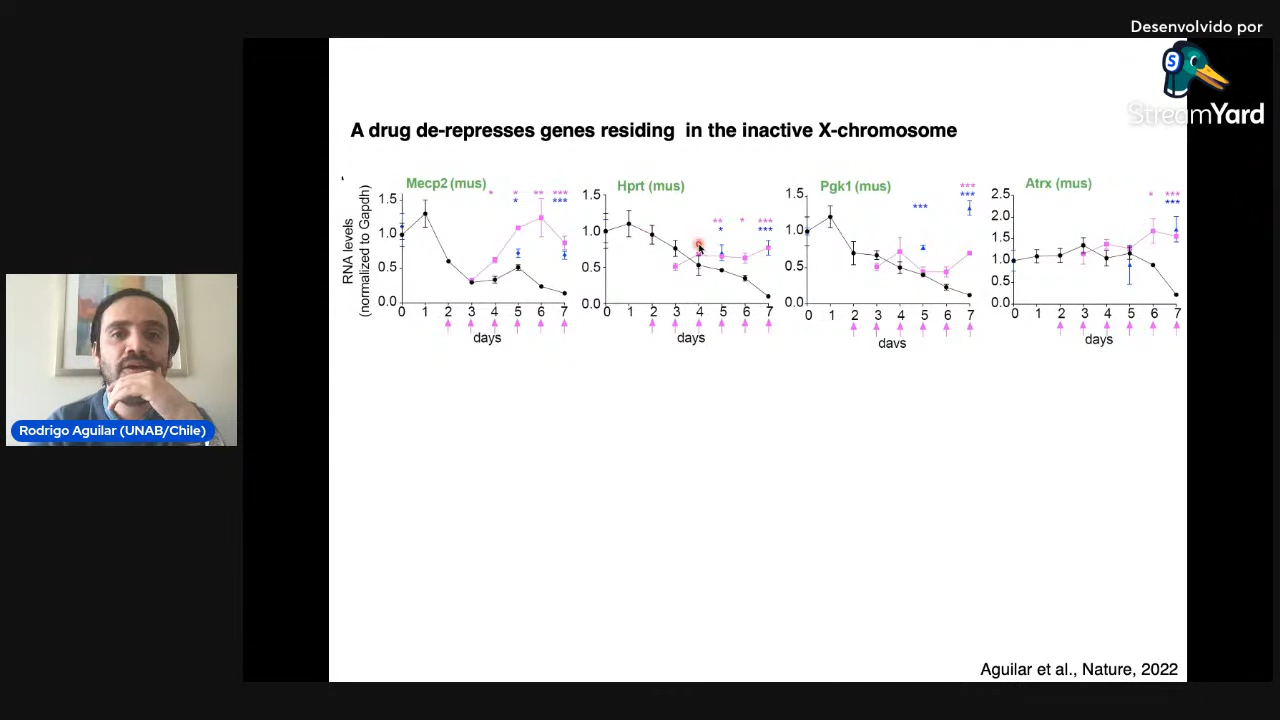 Desenvolvido por
StreamYard
A drug de-represses genes residing in the inactive X-chromosome
Mecp2 (mus)
Hprt (mus)
Pgk1 (mus)
Atrx (mus)
RNA levels
(normalized to Gapdh)
1.5
1.0
0.5
0.0
* * ** ***
* ***
0 1 2 3 4 5 6 7
days
1.5
1.0
0.5
0.0
** * ***
* ***
0 1 2 3 4 5 6 7
days
1.5
1.0
0.5
0.0
***
*** ***
0 1 2 3 4 5 6 7
days
2.5
2.0
1.5
1.0
0.5
0.0
* ***
***
0 1 2 3 4 5 6 7
days
Rodrigo Aguilar (UNAB/Chile)
Aguilar et al., Nature, 2022